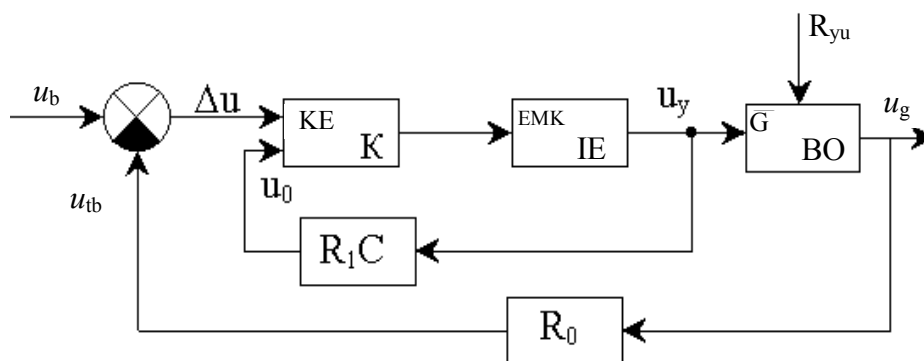 R_yu
u_b
Δu
KE
К
EMK
IE
u_y
G
BO
u_g
u_0
u_tb
R_1C
R_0